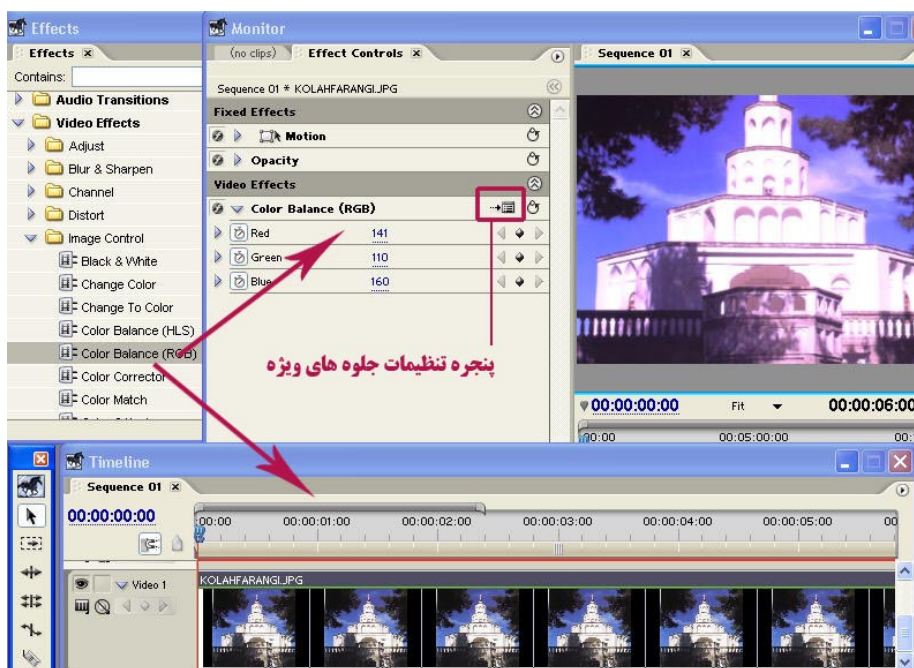 Effects
Effects
Contains:
Audio Transitions
Video Effects
Adjust
Blur & Sharpen
Channel
Distort
Image Control
Black & White
Change Color
Change To Color
Color Balance (HLS)
Color Balance (RGB)
Color Corrector
Color Match
Monitor
(no clips)
Effect Controls
Sequence 01 * KOLAHFARANGI.JPG
Fixed Effects
Motion
Opacity
Video Effects
Color Balance (RGB)
Red 141
Green 110
Blue 160
پنجره تنظیمات جلوه های ویژه
Sequence 01
00:00:00:00 Fit 00:00:06:00
00:00 00:05:00:00 00:
Timeline
Sequence 01
00:00:00:00
:00:00 00:00:01:00 00:00:02:00 00:00:03:00 00:00:04:00 00:00:05:00 00
Video 1
KOLAHFARANGI.JPG